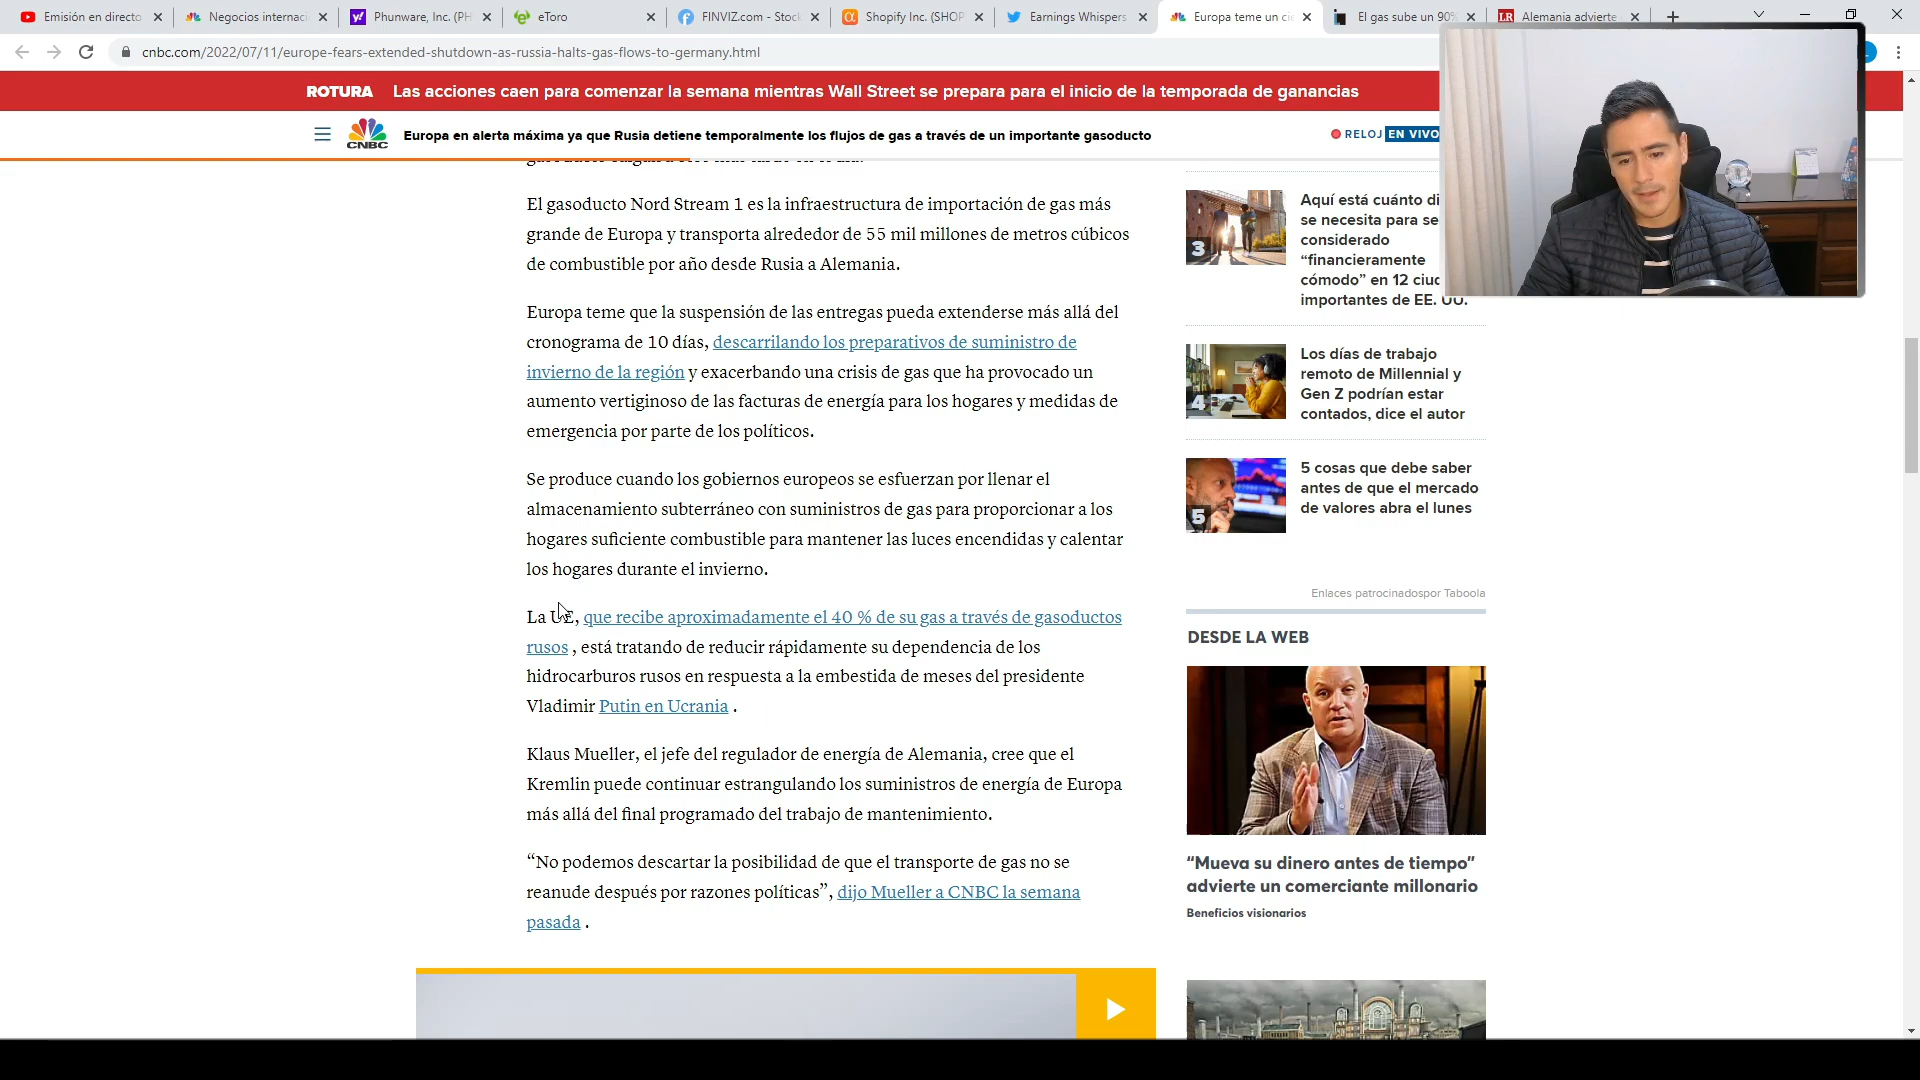 Emisión en directo
Negocios internaci
Phunware, Inc. (PH
eToro
FINVIZ.com - Stock
Shopify Inc. (SHOP
Earnings Whispers
Europa teme un ci
El gas sube un 90%
Alemania advierte
cnbc.com/2022/07/11/europe-fears-extended-shutdown-as-russia-halts-gas-flows-to-germany.html
ROTURA Las acciones caen para comenzar la semana mientras Wall Street se prepara para el inicio de la temporada de ganancias
CNBC
Europa en alerta máxima ya que Rusia detiene temporalmente los flujos de gas a través de un importante gasoducto
RELOJ EN VIVO
El gasoducto Nord Stream 1 es la infraestructura de importación de gas más
grande de Europa y transporta alrededor de 55 mil millones de metros cúbicos
de combustible por año desde Rusia a Alemania.
Europa teme que la suspensión de las entregas pueda extenderse más allá del
cronograma de 10 días, descarrilando los preparativos de suministro de
invierno de la región y exacerbando una crisis de gas que ha provocado un
aumento vertiginoso de las facturas de energía para los hogares y medidas de
emergencia por parte de los políticos.
Se produce cuando los gobiernos europeos se esfuerzan por llenar el
almacenamiento subterráneo con suministros de gas para proporcionar a los
hogares suficiente combustible para mantener las luces encendidas y calentar
los hogares durante el invierno.
La UE, que recibe aproximadamente el 40 % de su gas a través de gasoductos
rusos , está tratando de reducir rápidamente su dependencia de los
hidrocarburos rusos en respuesta a la embestida de meses del presidente
Vladimir Putin en Ucrania .
Klaus Mueller, el jefe del regulador de energía de Alemania, cree que el
Kremlin puede continuar estrangulando los suministros de energía de Europa
más allá del final programado del trabajo de mantenimiento.
“No podemos descartar la posibilidad de que el transporte de gas no se
reanude después por razones políticas”, dijo Mueller a CNBC la semana
pasada .
3
Aquí está cuánto di
se necesita para se
considerado
“financieramente
cómodo” en 12 ciud
importantes de EE. UU.
4
Los días de trabajo
remoto de Millennial y
Gen Z podrían estar
contados, dice el autor
5
5 cosas que debe saber
antes de que el mercado
de valores abra el lunes
Enlaces patrocinadospor Taboola
DESDE LA WEB
“Mueva su dinero antes de tiempo”
advierte un comerciante millonario
Beneficios visionarios